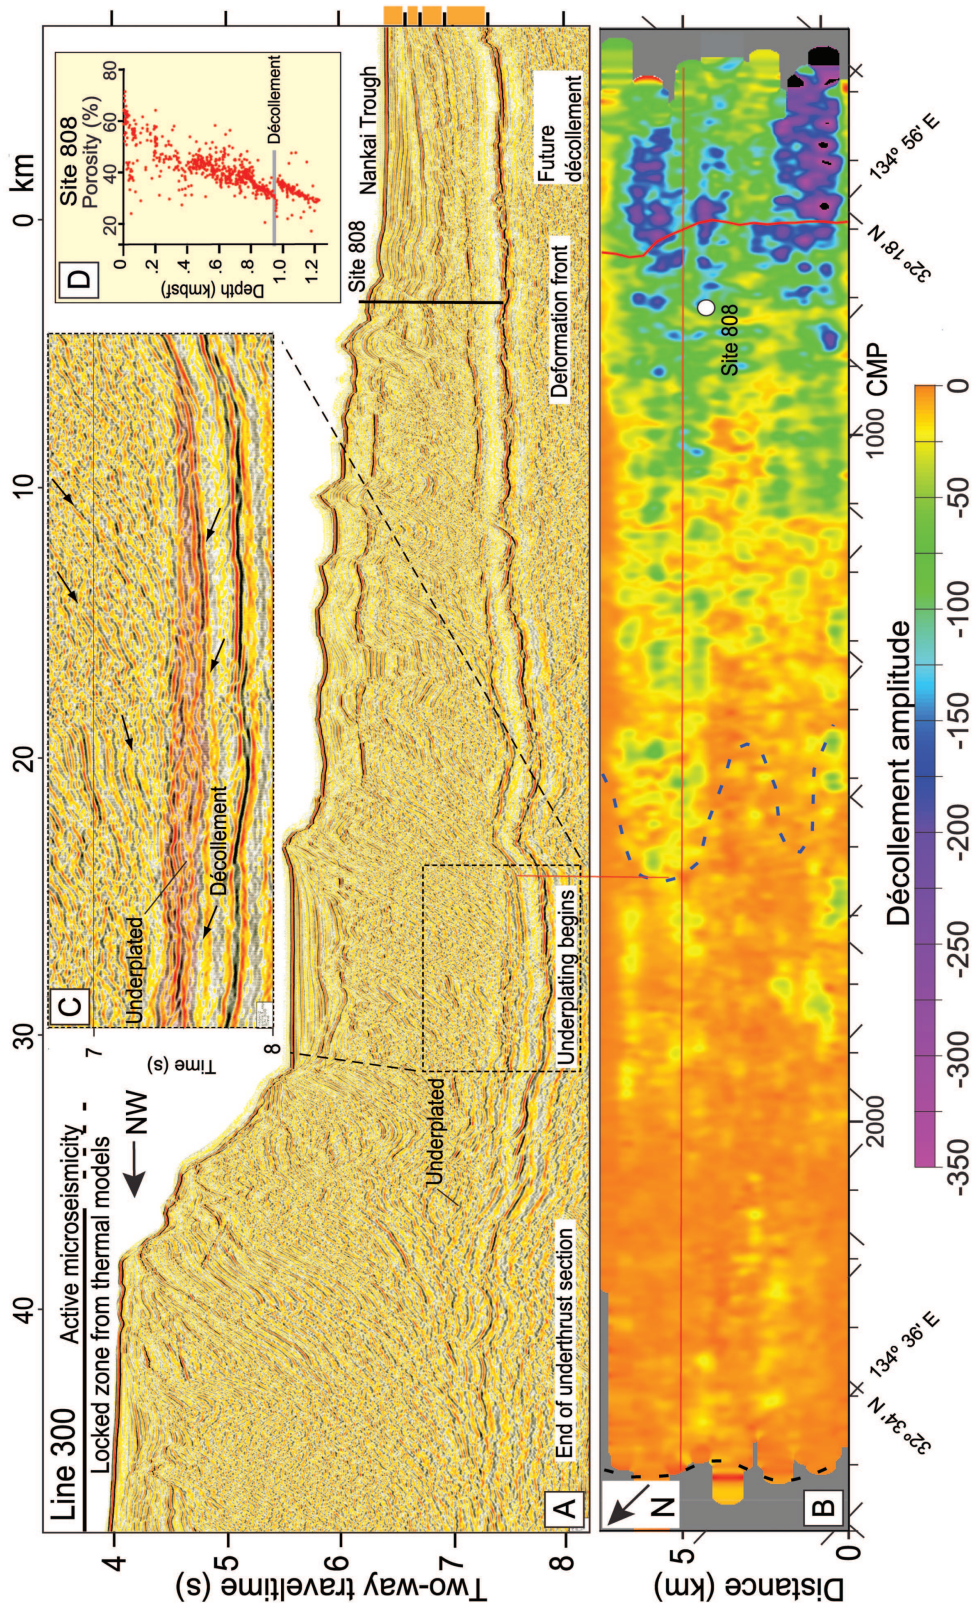 Line 300
Active microseismicity
Locked zone from thermal models
NW
40
30
20
10
0 km
Two-way traveltime (s)
4
5
6
7
8
A
End of underthrust section
Underplated
Underplating begins
Deformation front
Future
décollement
Site 808
Nankai Trough
C
Time (s)
7
8
Underplated
Décollement
D
Site 808
Porosity (%)
20
40
60
80
Depth (kmbsf)
0
.2
.4
.6
.8
1.0
1.2
Décollement
B
N
Distance (km)
5
0
32º 34' N
134º 36' E
2000
1000 CMP
Site 808
32º 18' N
134º 56' E
Décollement amplitude
-350
-300
-250
-200
-150
-100
-50
0